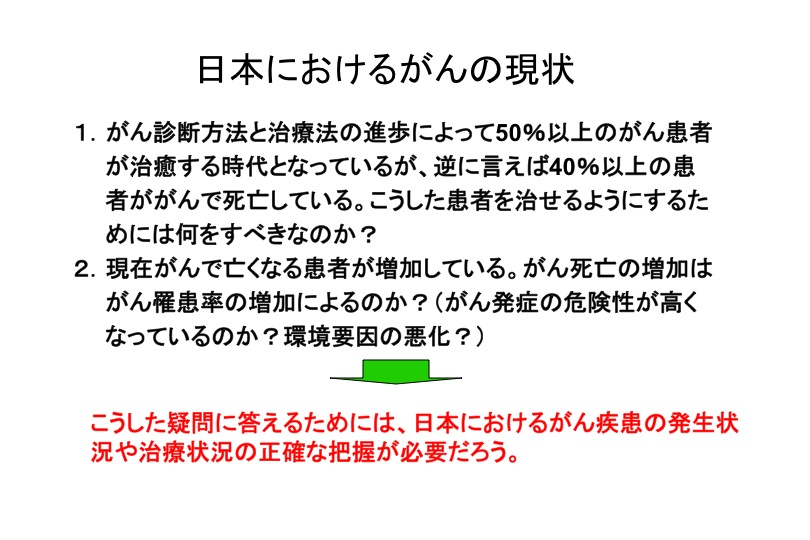 日本におけるがんの現状
１．がん診断方法と治療法の進歩によって50％以上のがん患者
が治癒する時代となっているが、逆に言えば40％以上の患
者ががんで死亡している。こうした患者を治せるようにするた
めには何をすべきなのか？
２．現在がんで亡くなる患者が増加している。がん死亡の増加は
がん罹患率の増加によるのか？（がん発症の危険性が高く
なっているのか？環境要因の悪化？）
こうした疑問に答えるためには、日本におけるがん疾患の発生状
況や治療状況の正確な把握が必要だろう。